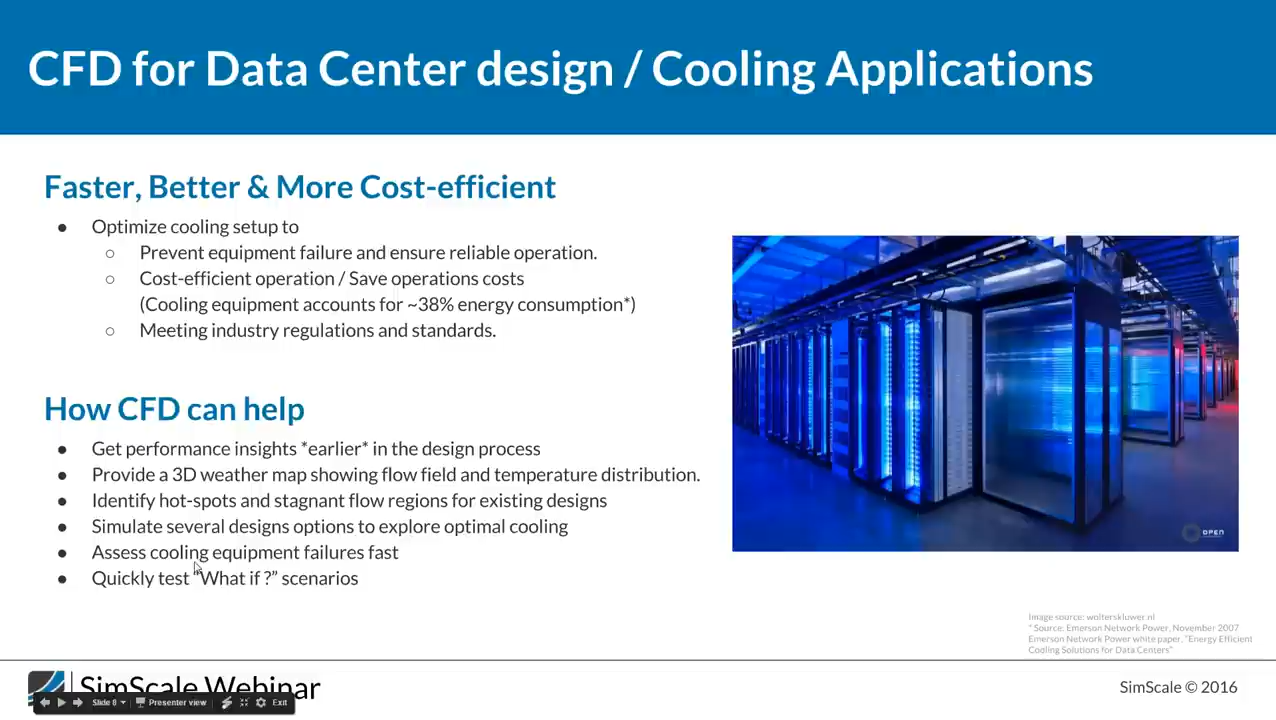 CFD for Data Center design / Cooling Applications
Faster, Better & More Cost-efficient
● Optimize cooling setup to
○ Prevent equipment failure and ensure reliable operation.
○ Cost-efficient operation / Save operations costs
(Cooling equipment accounts for ~38% energy consumption*)
○ Meeting industry regulations and standards.
How CFD can help
● Get performance insights *earlier* in the design process
● Provide a 3D weather map showing flow field and temperature distribution.
● Identify hot-spots and stagnant flow regions for existing designs
● Simulate several designs options to explore optimal cooling
● Assess cooling equipment failures fast
● Quickly test "What if ?” scenarios
OPEN
Image source: wolterskluwer.nl
* Source: Emerson Network Power, November 2007
Emerson Network Power white paper, "Energy Efficient
Cooling Solutions for Data Centers"
SimScale Webinar
Slide 8
Presenter view
Exit
SimScale © 2016